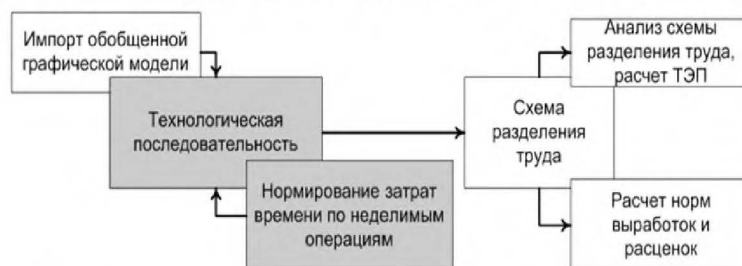 Импорт обобщенной
графической модели
Технологическая
последовательность
Нормирование затрат
времени по неделимым
операциям
Схема
разделения
труда
Анализ схемы
разделения труда,
расчет ТЭП
Расчет норм
выработок и
расценок